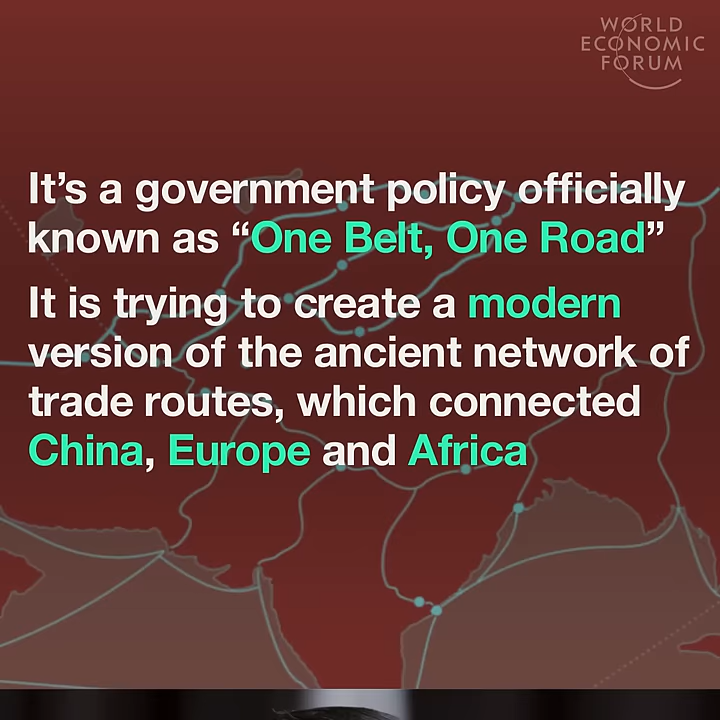 WORLD
ECONOMIC
FORUM
It’s a government policy officially
known as “One Belt, One Road”
It is trying to create a modern
version of the ancient network of
trade routes, which connected
China, Europe and Africa